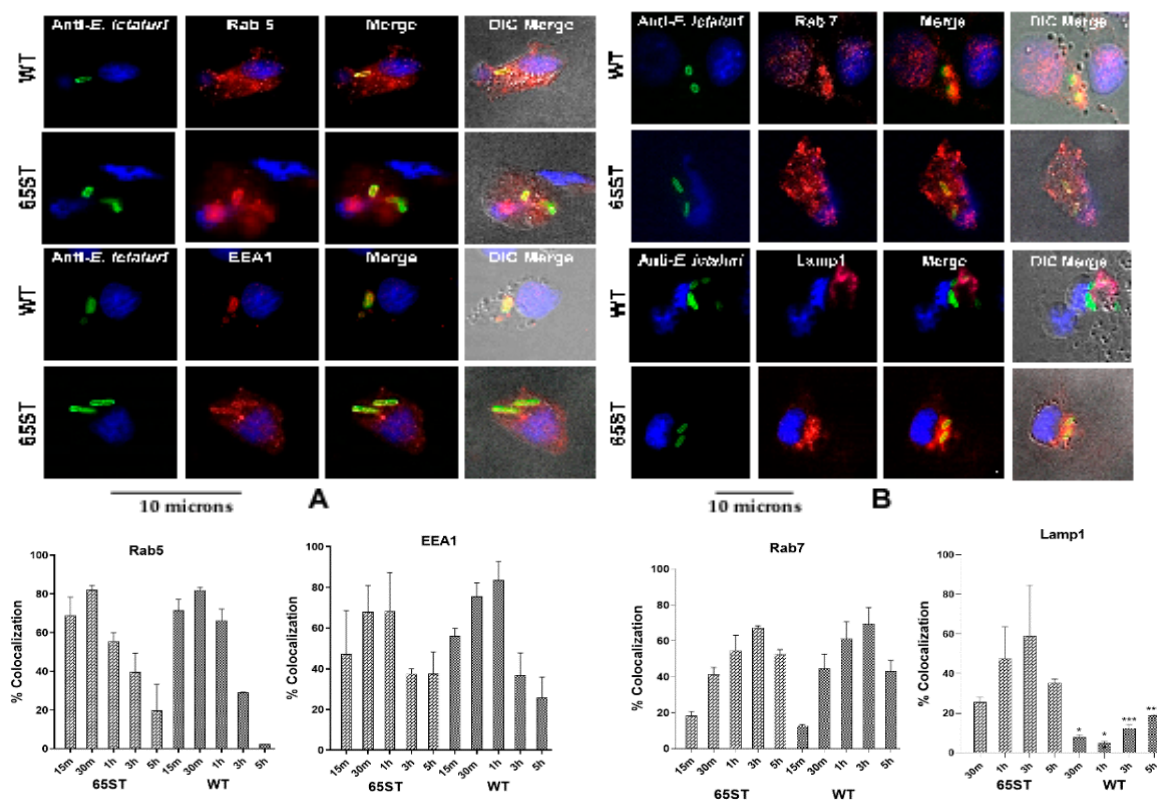 Anti-E. ictaluri Rab 5 Merge DIC Merge
WT
65ST
Anti-E. ictaluri EEA1 Merge DIC Merge
WT
65ST
10 microns A
Anti-E. ictaluri Rab 7 Merge DIC Merge
WT
65ST
Anti-E. ictaluri Lamp1 Merge DIC Merge
WT
65ST
10 microns B
Rab5
% Colocalization
100
80
60
40
20
0
15m 30m 1h 3h 5h 15m 30m 1h 3h 5h
65ST WT
EEA1
% Colocalization
100
80
60
40
20
0
15m 30m 1h 3h 5h 15m 30m 1h 3h 5h
65ST WT
Rab7
% Colocalization
100
80
60
40
20
0
15m 30m 1h 3h 5h 15m 30m 1h 3h 5h
65ST WT
Lamp1
% Colocalization
100
80
60
40
20
0
* * ***
30m 1h 3h 5h 30m 1h 3h
65ST WT